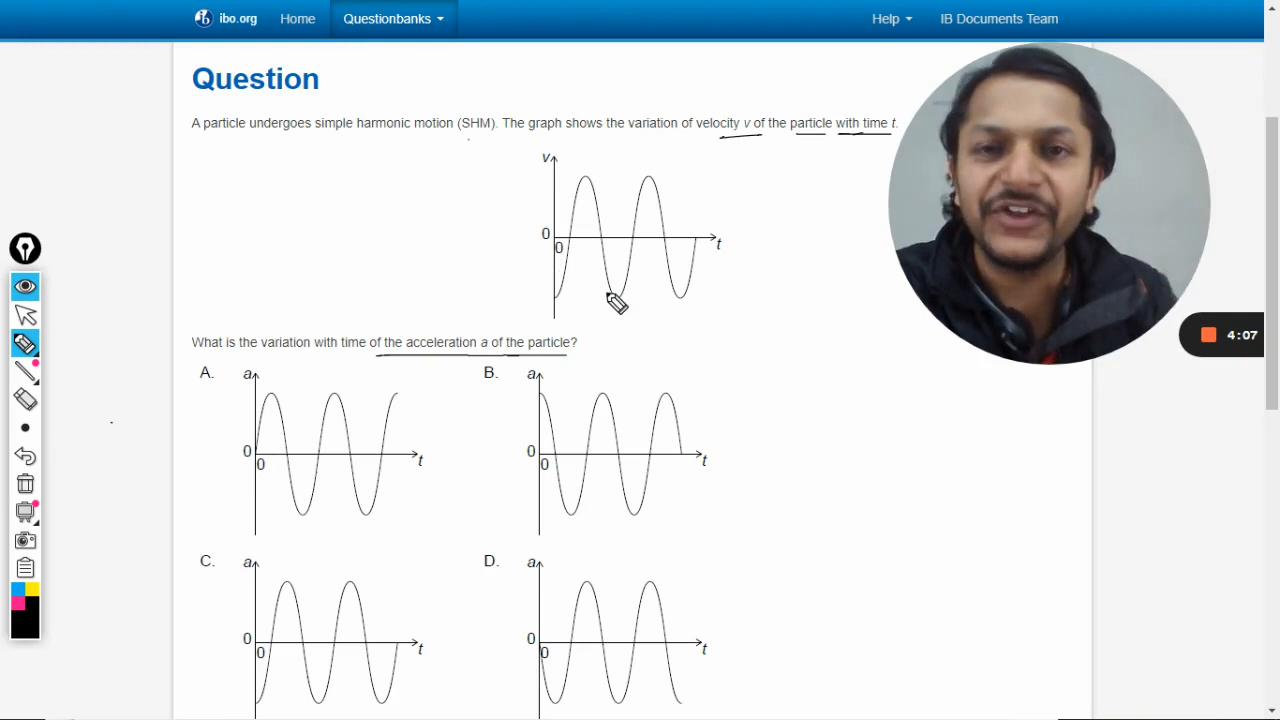 ibo.org Home Questionbanks Help IB Documents Team
Question
A particle undergoes simple harmonic motion (SHM). The graph shows the variation of velocity v of the particle with time t.
v
0
0
t
What is the variation with time of the acceleration a of the particle?
A. a
0
0
t
B. a
0
0
t
C. a
0
0
t
D. a
0
0
t
4:07